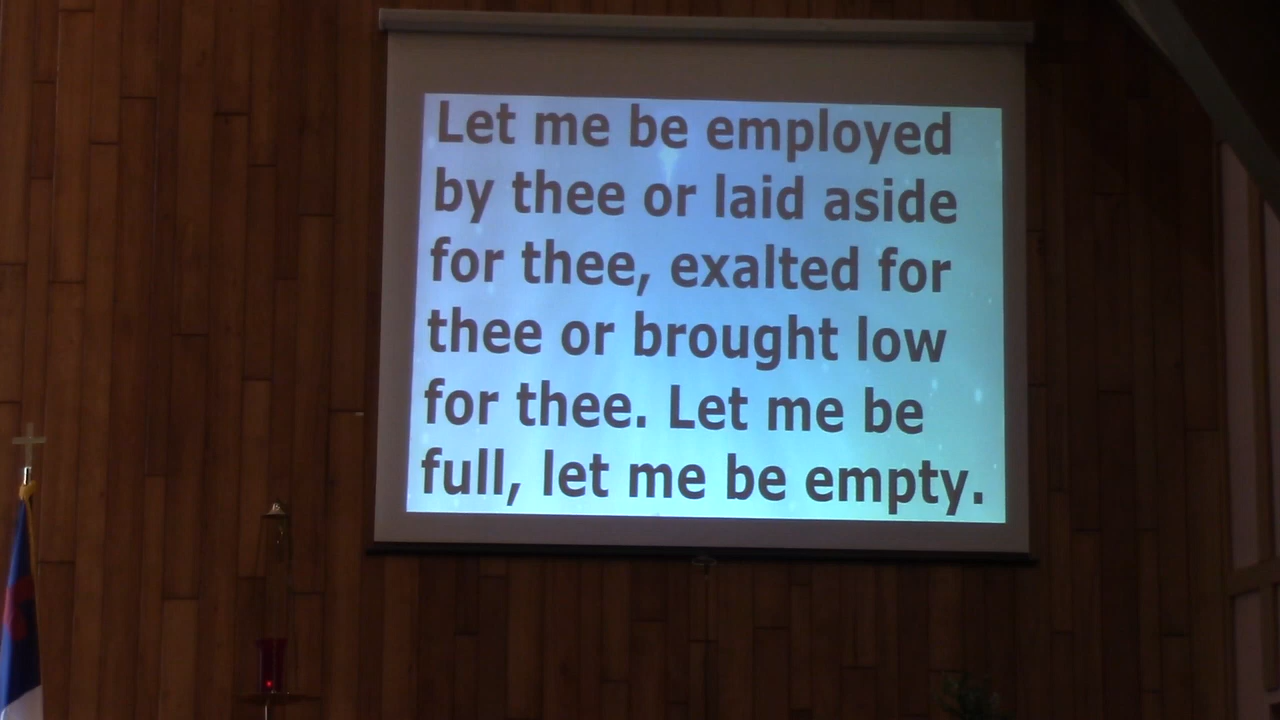 Let me be employed
by thee or laid aside
for thee, exalted for
thee or brought low
for thee. Let me be
full, let me be empty.